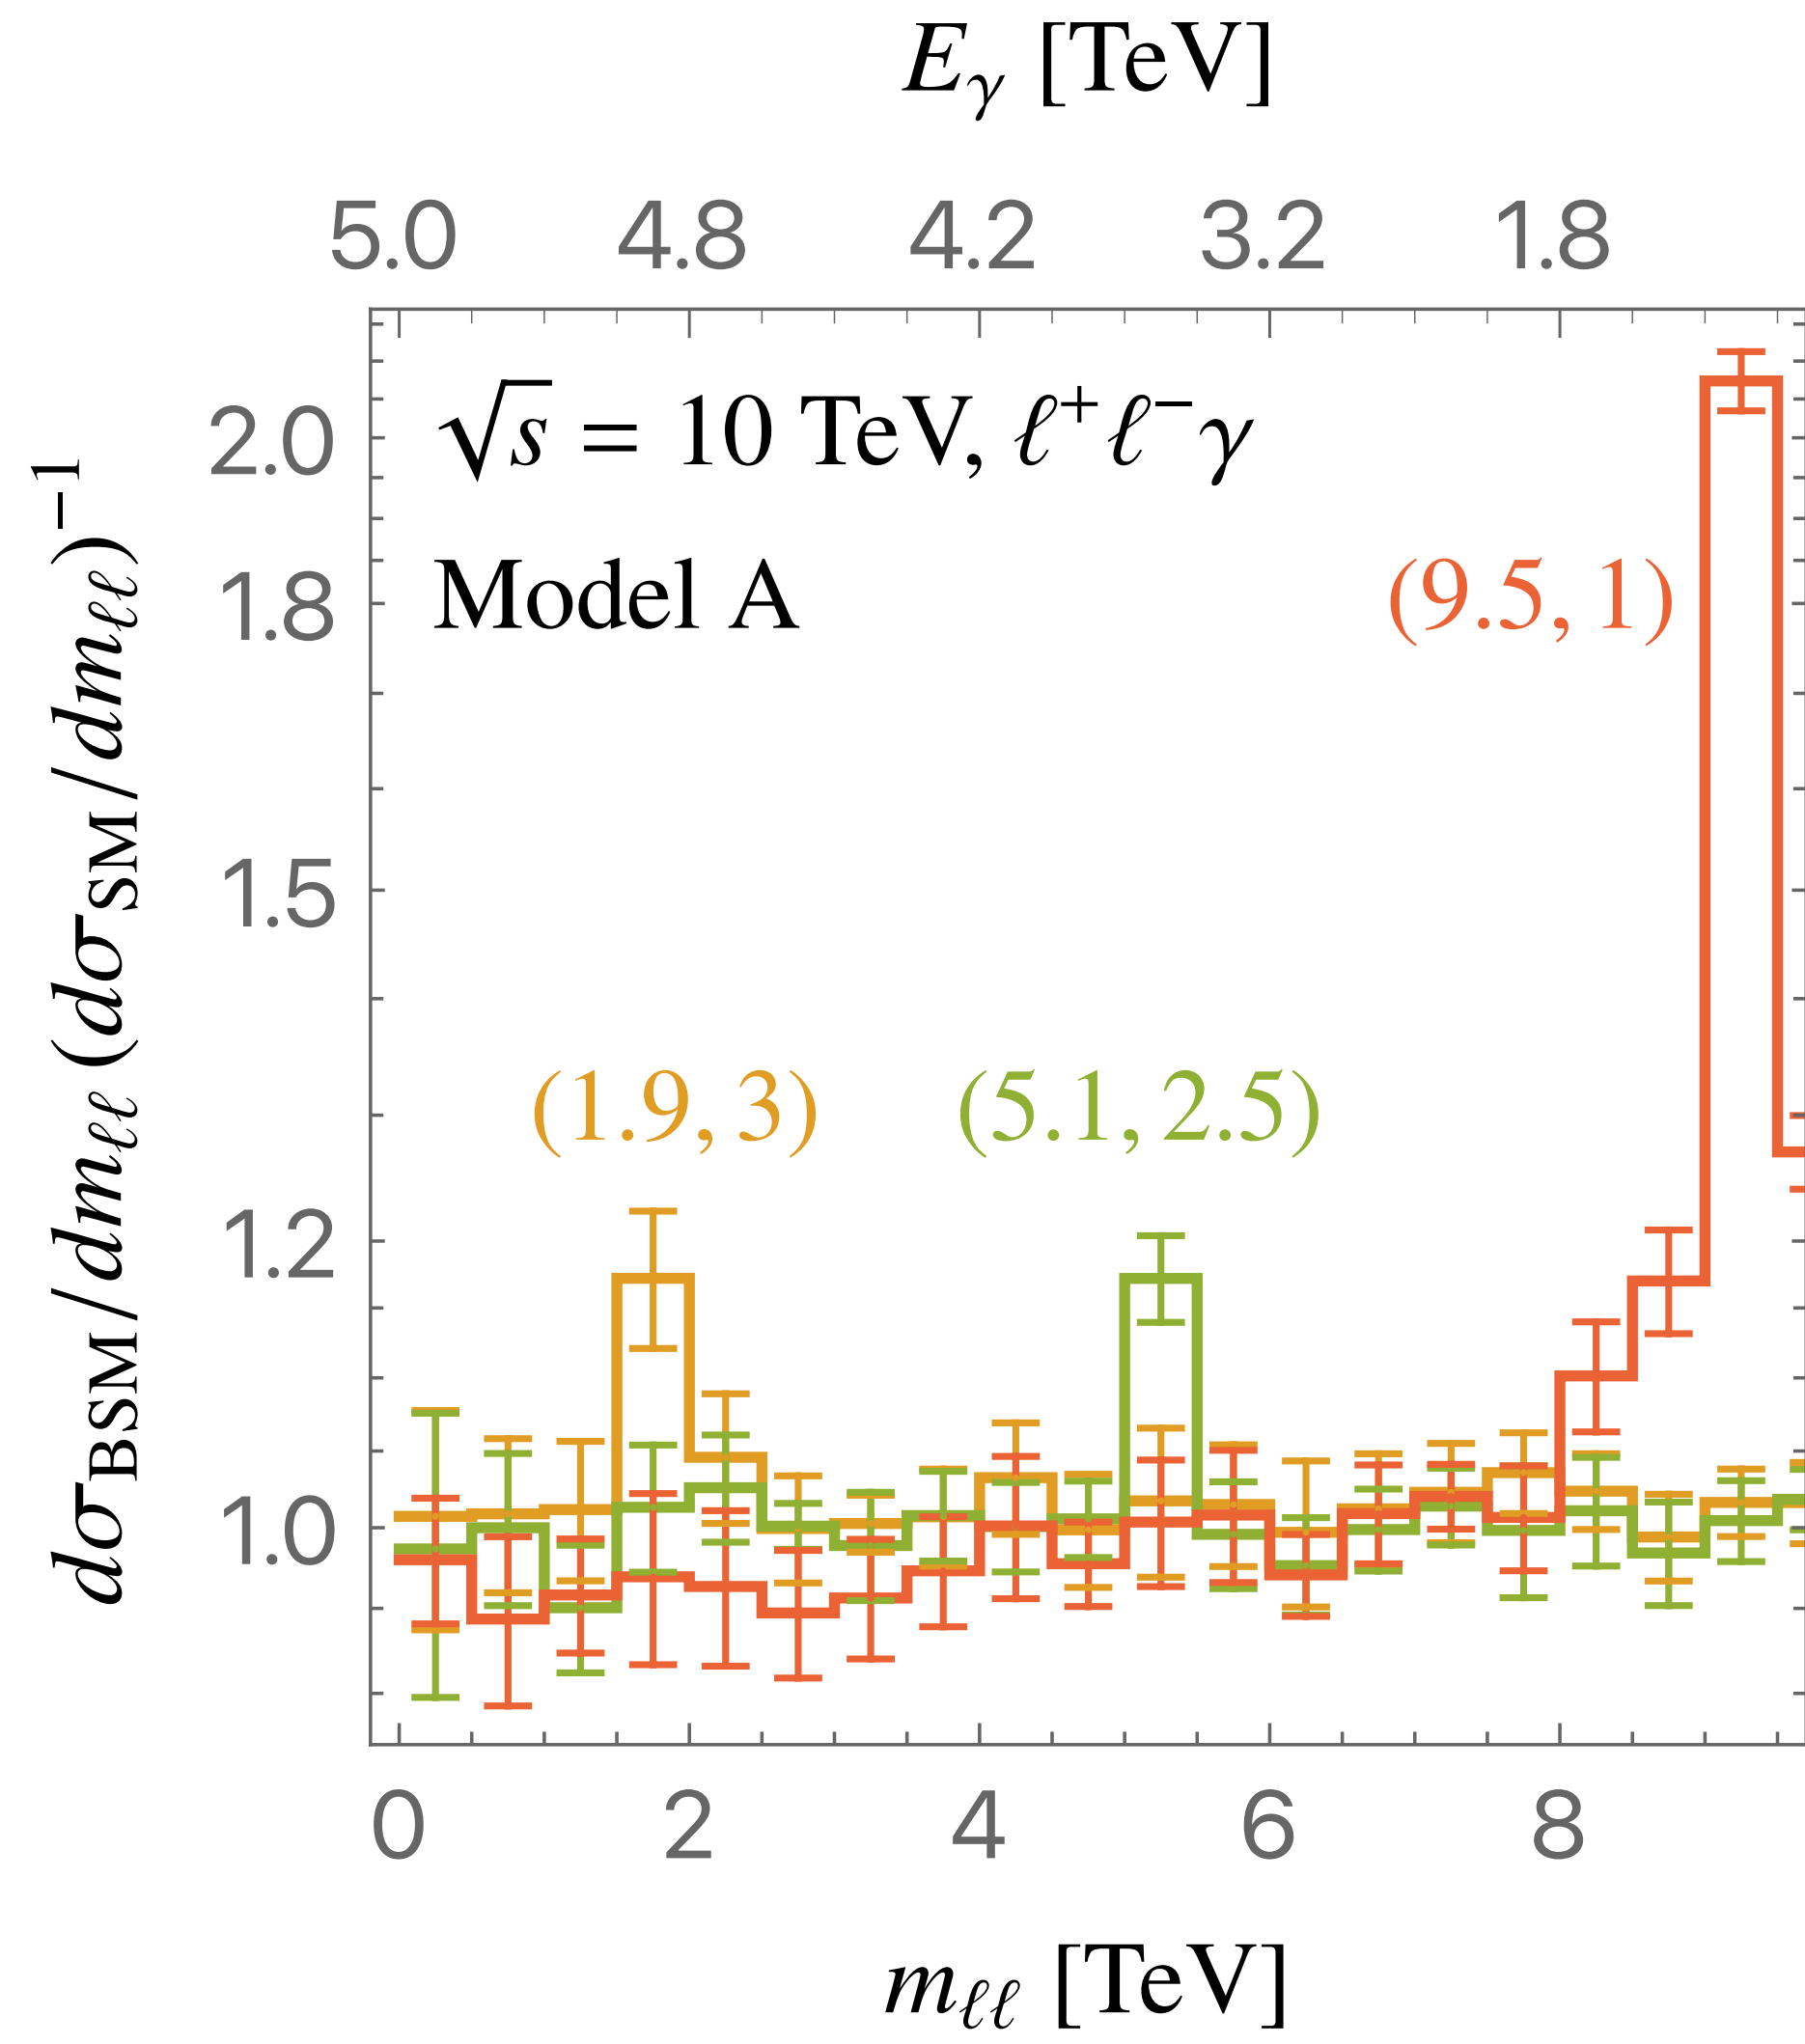 E_γ [TeV]
5.0 4.8 4.2 3.2 1.8
√s = 10 TeV, ℓ⁺ℓ⁻γ
Model A
(9.5, 1)
(1.9, 3) (5.1, 2.5)
2.0
1.8
1.5
1.2
1.0
dσ_BSM/dm_ℓℓ (dσ_SM/dm_ℓℓ)⁻¹
0 2 4 6 8
m_ℓℓ [TeV]